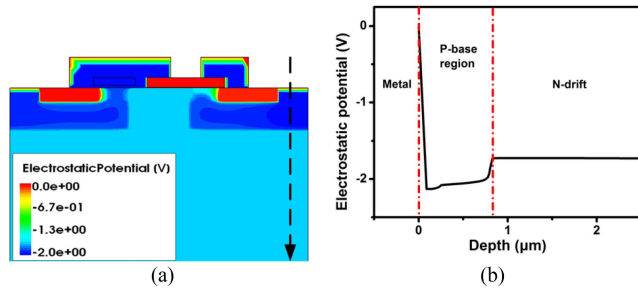 ElectrostaticPotential (V)
0.0e+00
-6.7e-01
-1.3e+00
-2.0e+00
(a)
Electrostatic potential (V)
0
-1
-2
Metal
P-base
region
N-drift
0
1
2
Depth (μm)
(b)